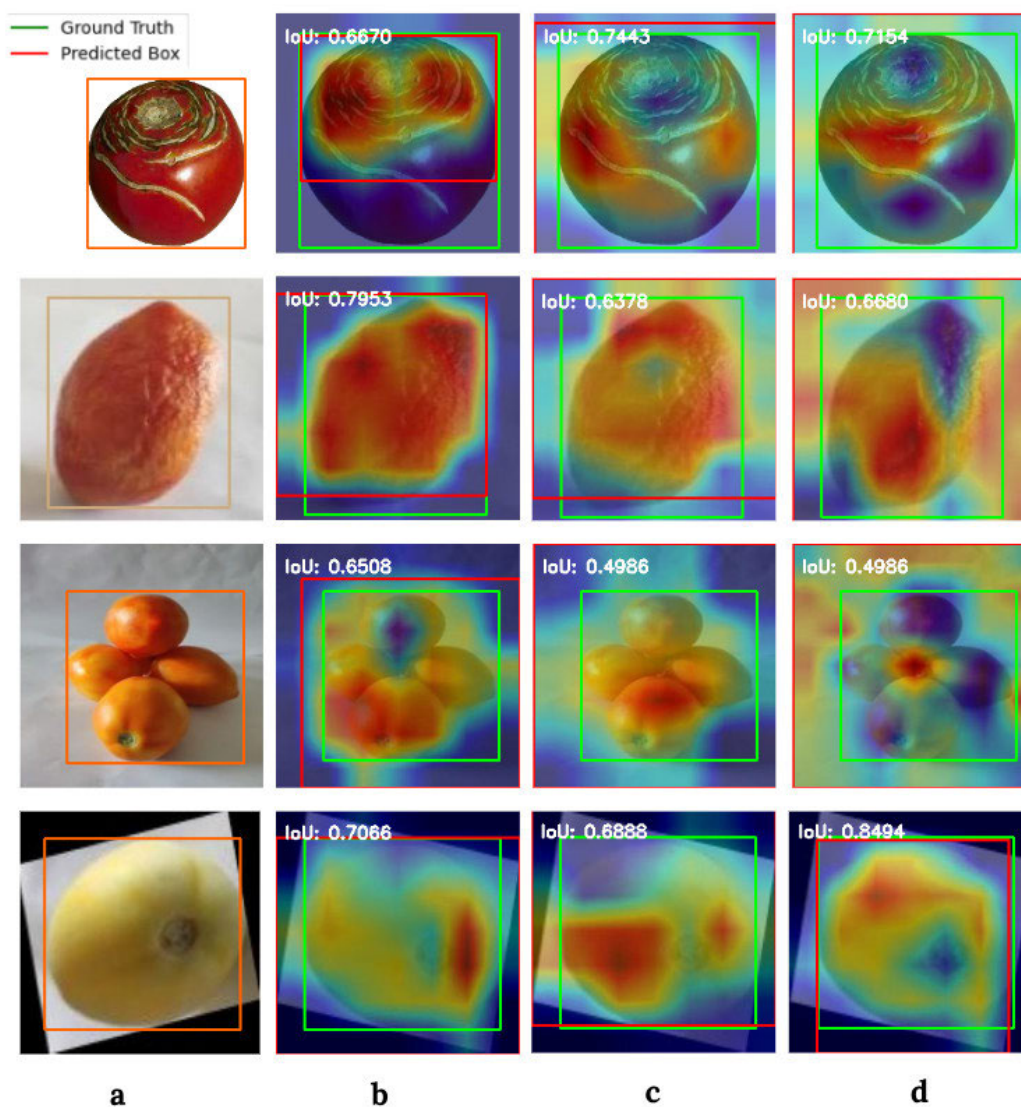 Ground Truth
Predicted Box
IoU: 0.6670
IoU: 0.7443
IoU: 0.7154
IoU: 0.7953
IoU: 0.6378
IoU: 0.6680
IoU: 0.6508
IoU: 0.4986
IoU: 0.4986
IoU: 0.7066
IoU: 0.6888
IoU: 0.8494
a
b
c
d